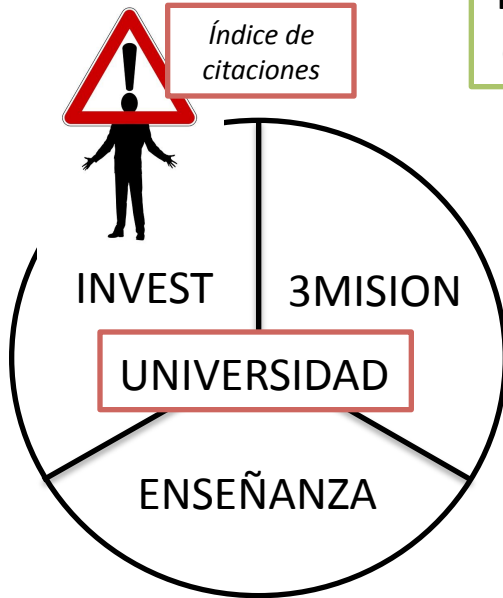 Índice de
citaciones
INVEST
3MISION
UNIVERSIDAD
ENSEÑANZA